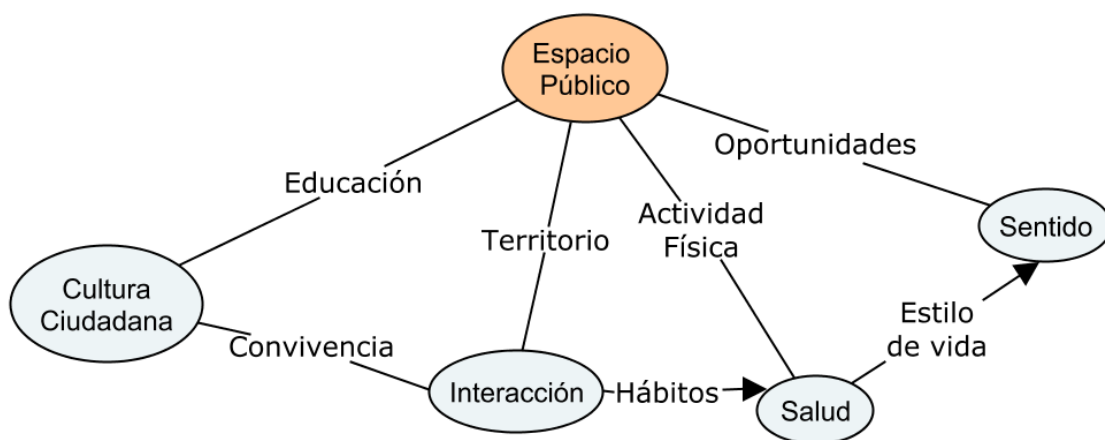 Espacio
Público
Oportunidades
Educación
Actividad
Física
Territorio
Sentido
Cultura
Ciudadana
Convivencia
Estilo
de vida
Interacción
Hábitos
Salud